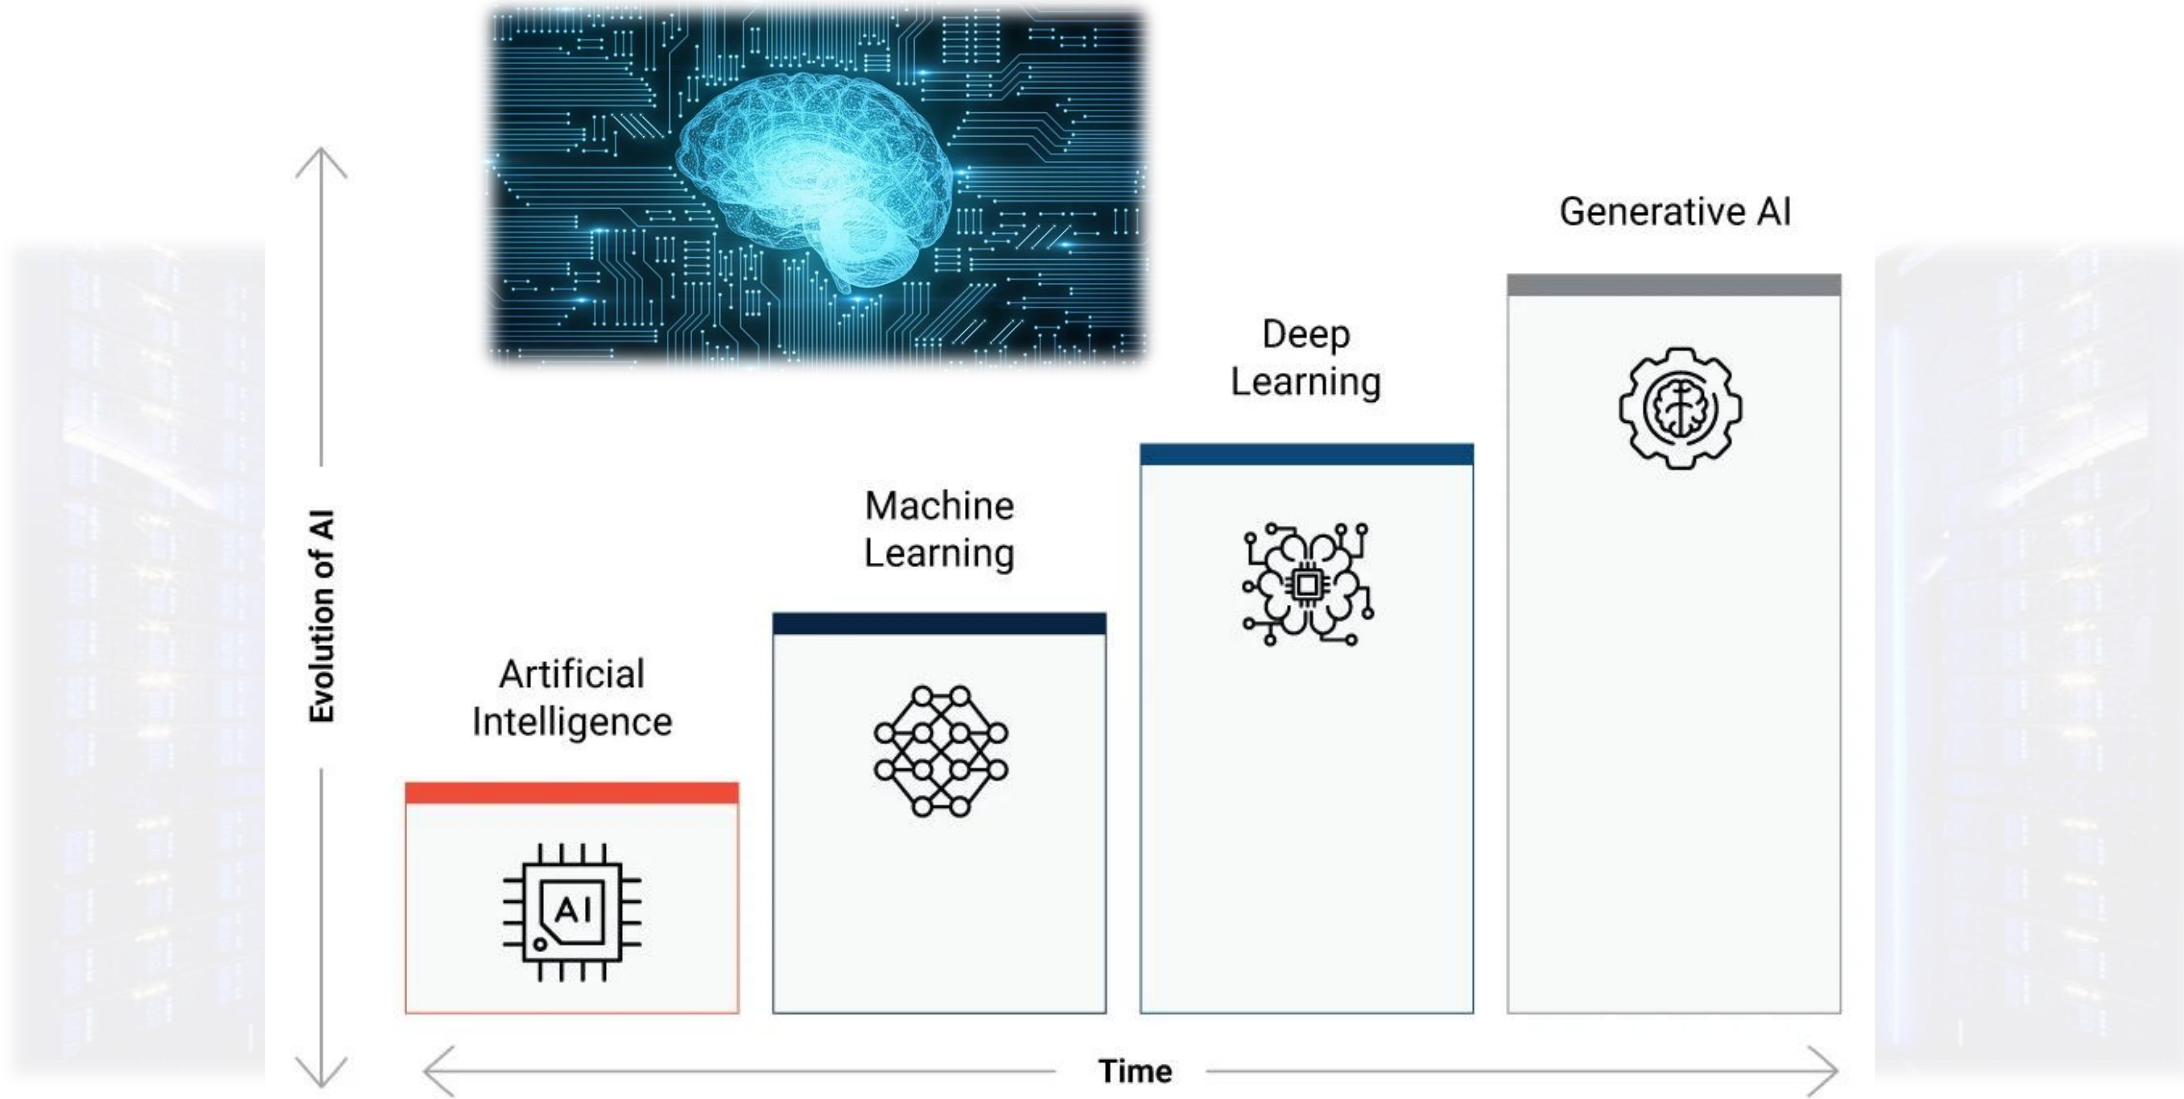 Generative AI
Deep
Learning
Machine
Learning
Artificial
Intelligence
AI
Evolution of AI
Time